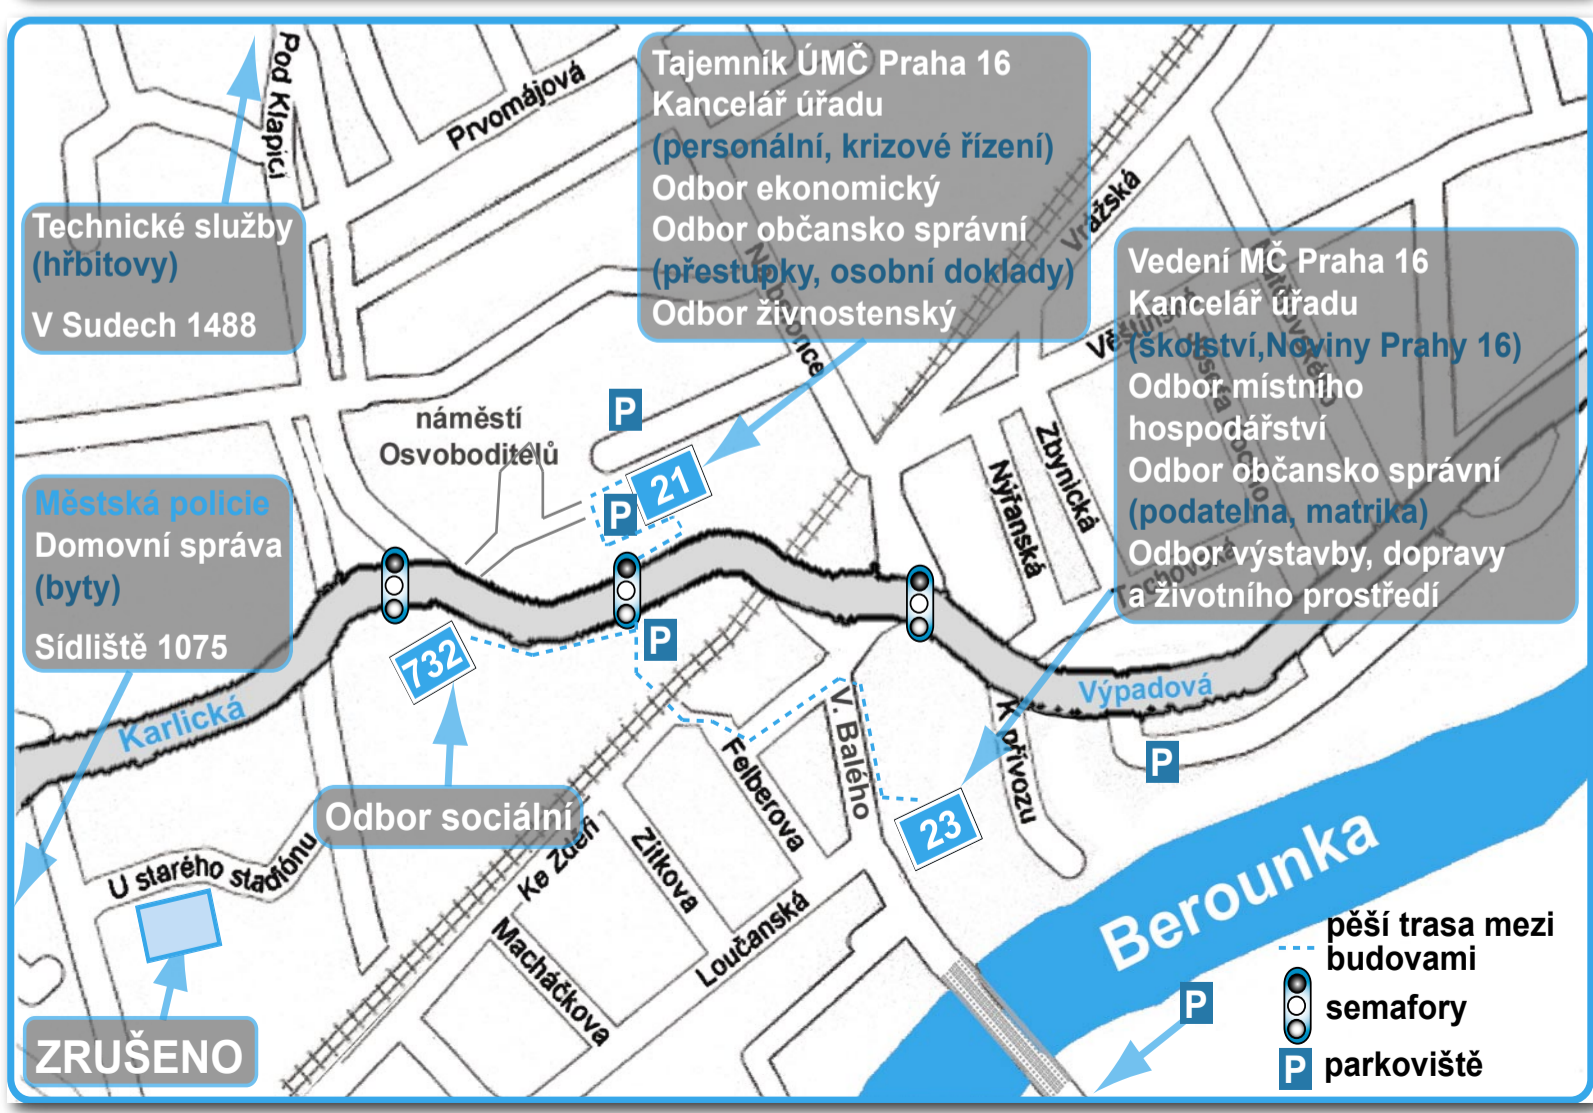 Pod Klapicí
Prvomájová
Tajemník ÚMČ Praha 16
Kancelář úřadu
(personální, krizové řízení)
Odbor ekonomický
Odbor občansko správní
(přestupky, osobní doklady)
Odbor živnostenský
Vrážská
Technické služby
(hřbitovy)
V Sudech 1488
Vedení MČ Praha 16
Kancelář úřadu
(školství,Noviny Prahy 16)
Odbor místního
hospodářství
Odbor občansko správní
(podatelna, matrika)
Odbor výstavby, dopravy
a životního prostředí
P
náměstí
Osvoboditelů
21
P
Zbynická
Nýřanská
Městská policie
Domovní správa
(byty)
Sídliště 1075
732
P
Karlická
Výpadová
V. Balého
K přívozu
P
Felberova
Odbor sociální
23
Ke Zděři
Zítkova
U starého stadiónu
Loučanská
Macháčkova
Berounka
ZRUŠENO
P
pěší trasa mezi
budovami
semafory
P parkoviště